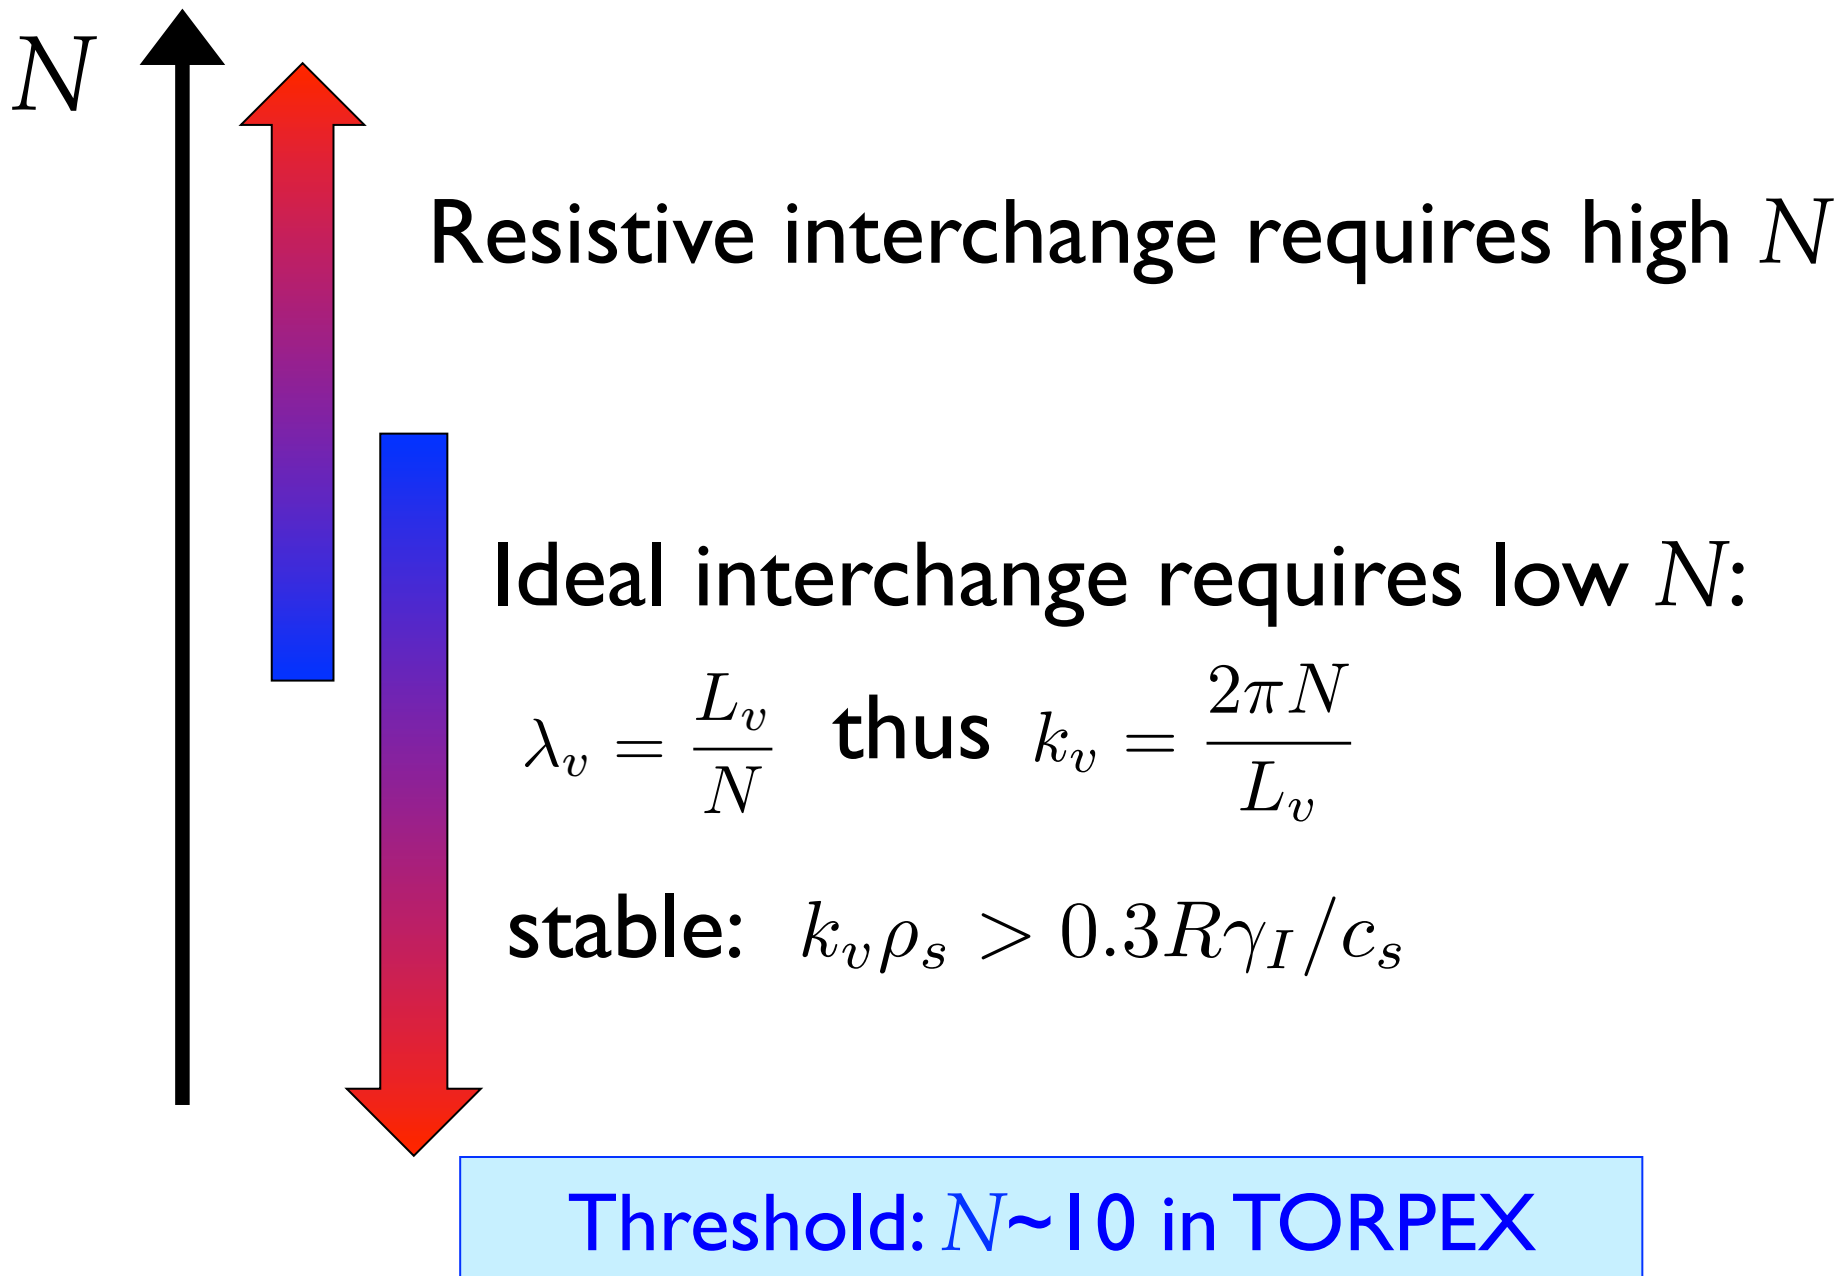 N
Resistive interchange requires high N
Ideal interchange requires low N:
λ_v = L_v / N thus k_v = 2πN / L_v
stable: k_v ρ_s > 0.3Rγ_I/c_s
Threshold: N~10 in TORPEX